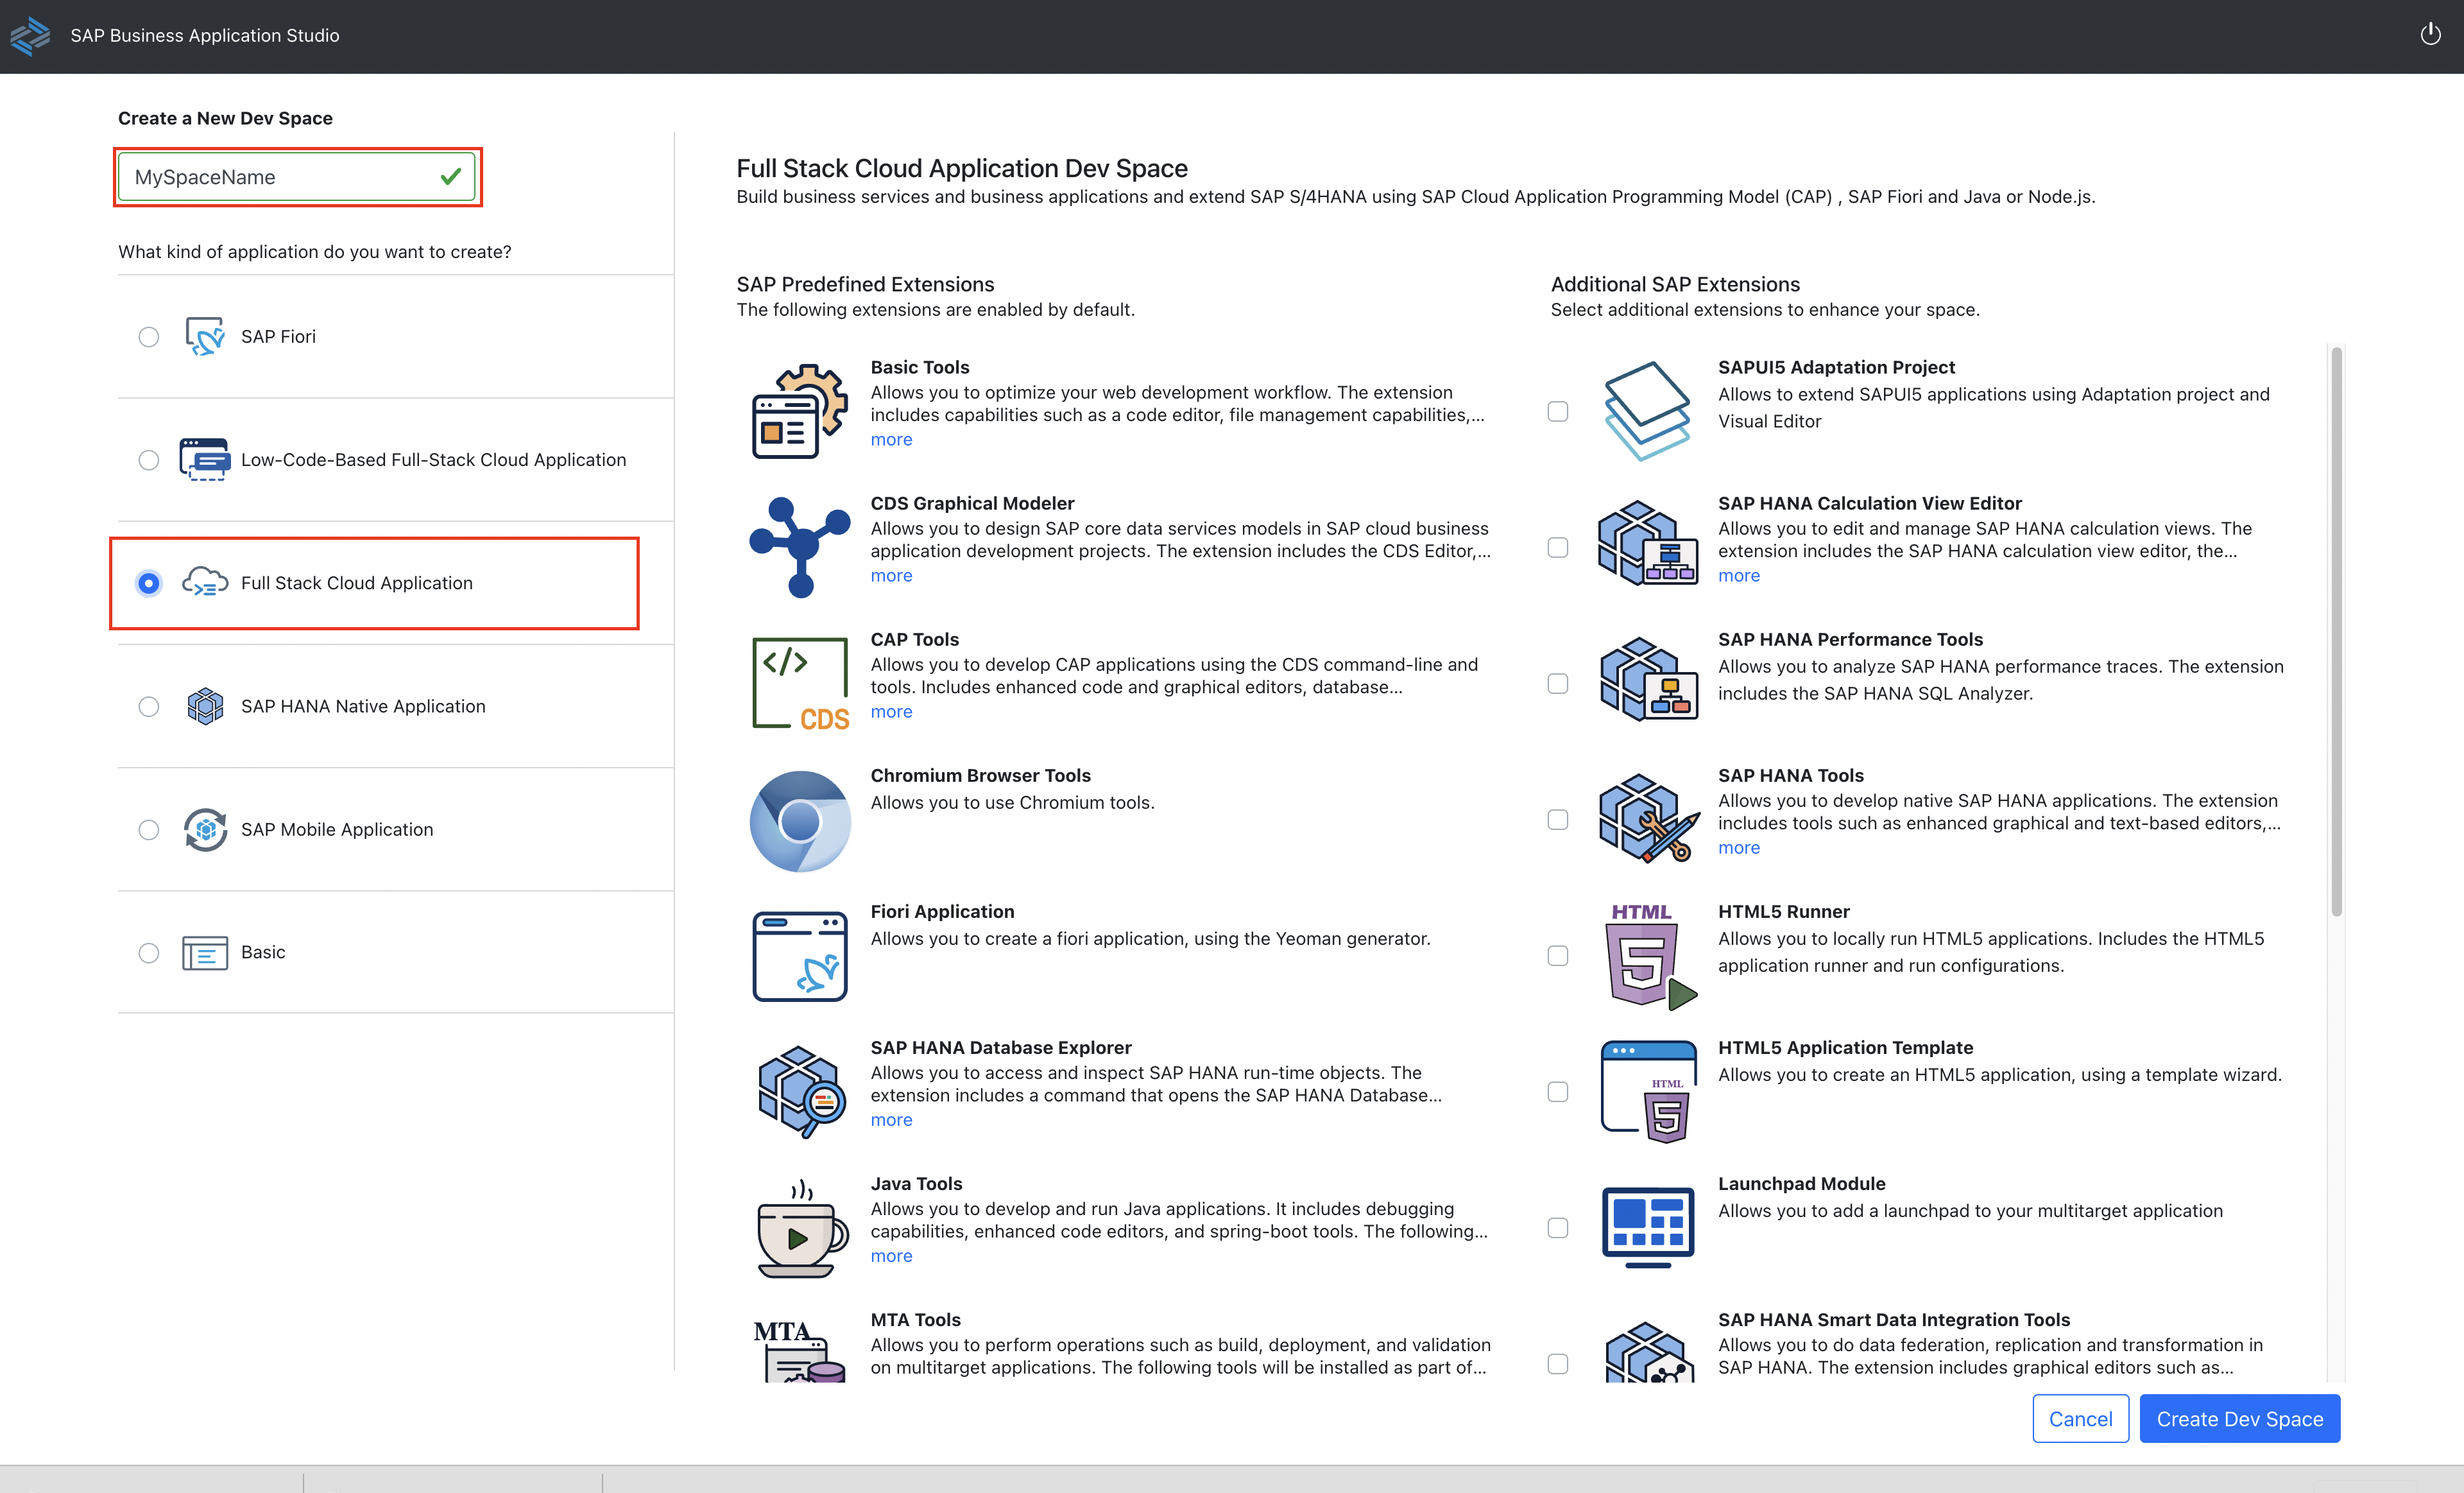 SAP Business Application Studio
Create a New Dev Space
MySpaceName
What kind of application do you want to create?
SAP Fiori
Low-Code-Based Full-Stack Cloud Application
Full Stack Cloud Application
SAP HANA Native Application
SAP Mobile Application
Basic
Full Stack Cloud Application Dev Space
Build business services and business applications and extend SAP S/4HANA using SAP Cloud Application Programming Model (CAP) , SAP Fiori and Java or Node.js.
SAP Predefined Extensions
The following extensions are enabled by default.
Basic Tools
Allows you to optimize your web development workflow. The extension
includes capabilities such as a code editor, file management capabilities,...
more
CDS Graphical Modeler
Allows you to design SAP core data services models in SAP cloud business
application development projects. The extension includes the CDS Editor,...
more
</>
CDS
CAP Tools
Allows you to develop CAP applications using the CDS command-line and
tools. Includes enhanced code and graphical editors, database...
more
Chromium Browser Tools
Allows you to use Chromium tools.
Fiori Application
Allows you to create a fiori application, using the Yeoman generator.
SAP HANA Database Explorer
Allows you to access and inspect SAP HANA run-time objects. The
extension includes a command that opens the SAP HANA Database...
more
Java Tools
Allows you to develop and run Java applications. It includes debugging
capabilities, enhanced code editors, and spring-boot tools. The following...
more
MTA
MTA Tools
Allows you to perform operations such as build, deployment, and validation
on multitarget applications. The following tools will be installed as part of...
Additional SAP Extensions
Select additional extensions to enhance your space.
SAPUI5 Adaptation Project
Allows to extend SAPUI5 applications using Adaptation project and
Visual Editor
SAP HANA Calculation View Editor
Allows you to edit and manage SAP HANA calculation views. The
extension includes the SAP HANA calculation view editor, the...
more
SAP HANA Performance Tools
Allows you to analyze SAP HANA performance traces. The extension
includes the SAP HANA SQL Analyzer.
SAP HANA Tools
Allows you to develop native SAP HANA applications. The extension
includes tools such as enhanced graphical and text-based editors,...
more
HTML
5
HTML5 Runner
Allows you to locally run HTML5 applications. Includes the HTML5
application runner and run configurations.
HTML
5
HTML5 Application Template
Allows you to create an HTML5 application, using a template wizard.
Launchpad Module
Allows you to add a launchpad to your multitarget application
SAP HANA Smart Data Integration Tools
Allows you to do data federation, replication and transformation in
SAP HANA. The extension includes graphical editors such as...
Cancel
Create Dev Space